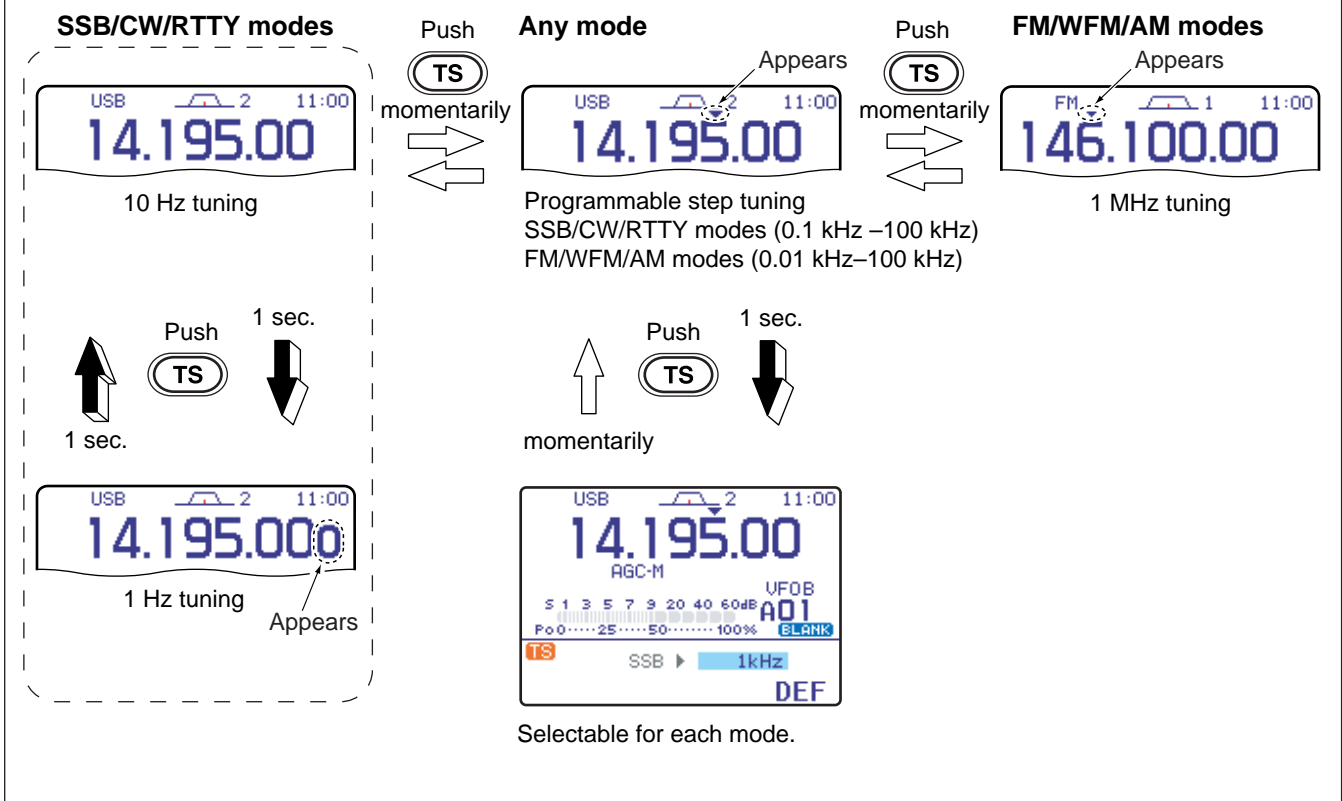 SSB/CW/RTTY modes
Push
TS
momentarily
Any mode
Appears
Push
TS
momentarily
FM/WFM/AM modes
Appears
USB 2 11:00
14.195.00
10 Hz tuning
USB 2 11:00
14.195.00
Programmable step tuning
SSB/CW/RTTY modes (0.1 kHz –100 kHz)
FM/WFM/AM modes (0.01 kHz–100 kHz)
FM 1 11:00
146.100.00
1 MHz tuning
Push
TS
1 sec.
1 sec.
Push
TS
1 sec.
momentarily
USB 2 11:00
14.195.000
1 Hz tuning
Appears
USB 2 11:00
14.195.00
AGC-M
VFOB
S 1 3 5 7 9 20 40 60dB A01
Po0·····25·····50········100% BLANK
TS
SSB ▶ 1kHz
DEF
Selectable for each mode.